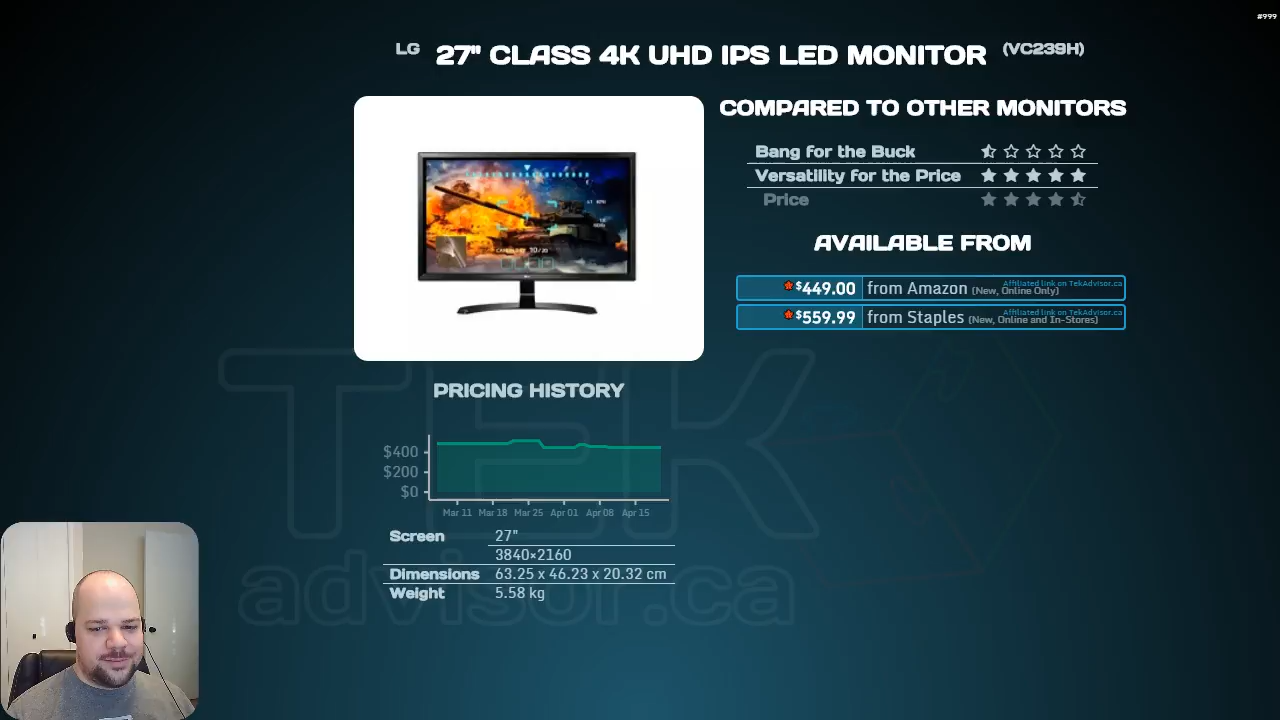 #999
LG 27" CLASS 4K UHD IPS LED MONITOR (VC239H)
COMPARED TO OTHER MONITORS
Bang for the Buck
Versatility for the Price
Price
AVAILABLE FROM
$449.00 from Amazon (New, Online Only) Affiliated link on TekAdvisor.ca
$559.99 from Staples (New, Online and In-Stores) Affiliated link on TekAdvisor.ca
PRICING HISTORY
$400
$200
$0
Mar 11 Mar 18 Mar 25 Apr 01 Apr 08 Apr 15
Screen 27"
3840×2160
Dimensions 63.25 x 46.23 x 20.32 cm
Weight 5.58 kg
TEK
advisor.ca